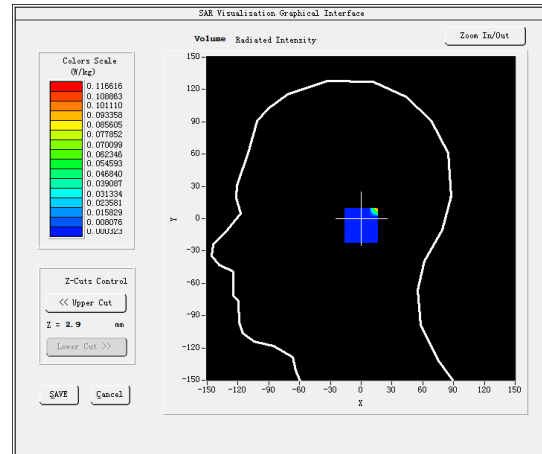 SAR Visualisation Graphical Interface
Volume Radiated Intensity
Zoom In/Out
Colors Scale
(W/kg)
0.116616
0.108863
0.101110
0.093358
0.085605
0.077852
0.070099
0.062346
0.054593
0.046840
0.039087
0.031334
0.023581
0.015829
0.008076
0.000323
Z-Cuts Control
<< Upper Cut
Z = 2.9 mm
Lower Cut >>
SAVE Cancel
150
120
90
60
30
0
-30
-60
-90
-120
-150
Y
-150 -120 -90 -60 -30 0 30 60 90 120 150
X